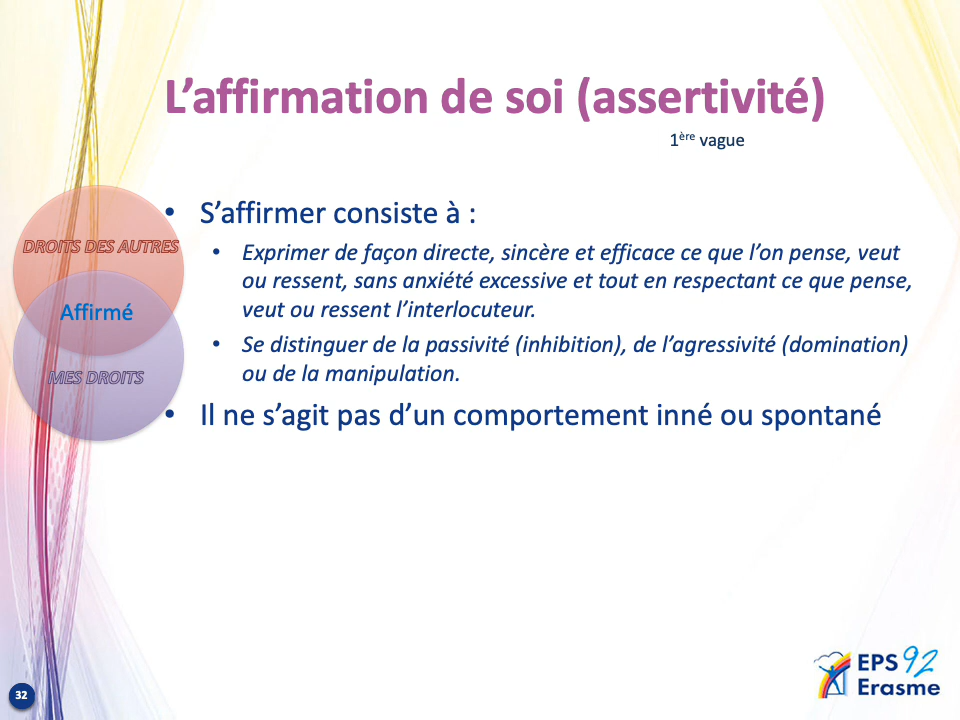 L’affirmation de soi (assertivité)
1ère vague
• S’affirmer consiste à :
• Exprimer de façon directe, sincère et efficace ce que l’on pense, veut
ou ressent, sans anxiété excessive et tout en respectant ce que pense,
veut ou ressent l’interlocuteur.
• Se distinguer de la passivité (inhibition), de l’agressivité (domination)
ou de la manipulation.
• Il ne s’agit pas d’un comportement inné ou spontané
DROITS DES AUTRES
Affirmé
MES DROITS
32
EPS 92
Erasme